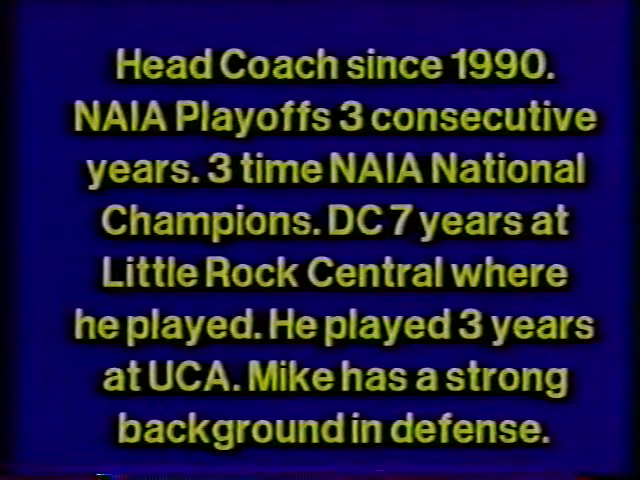 Head Coach since 1990.
NAIA Playoffs 3 consecutive
years. 3 time NAIA National
Champions. DC 7 years at
Little Rock Central where
he played. He played 3 years
at UCA. Mike has a strong
background in defense.